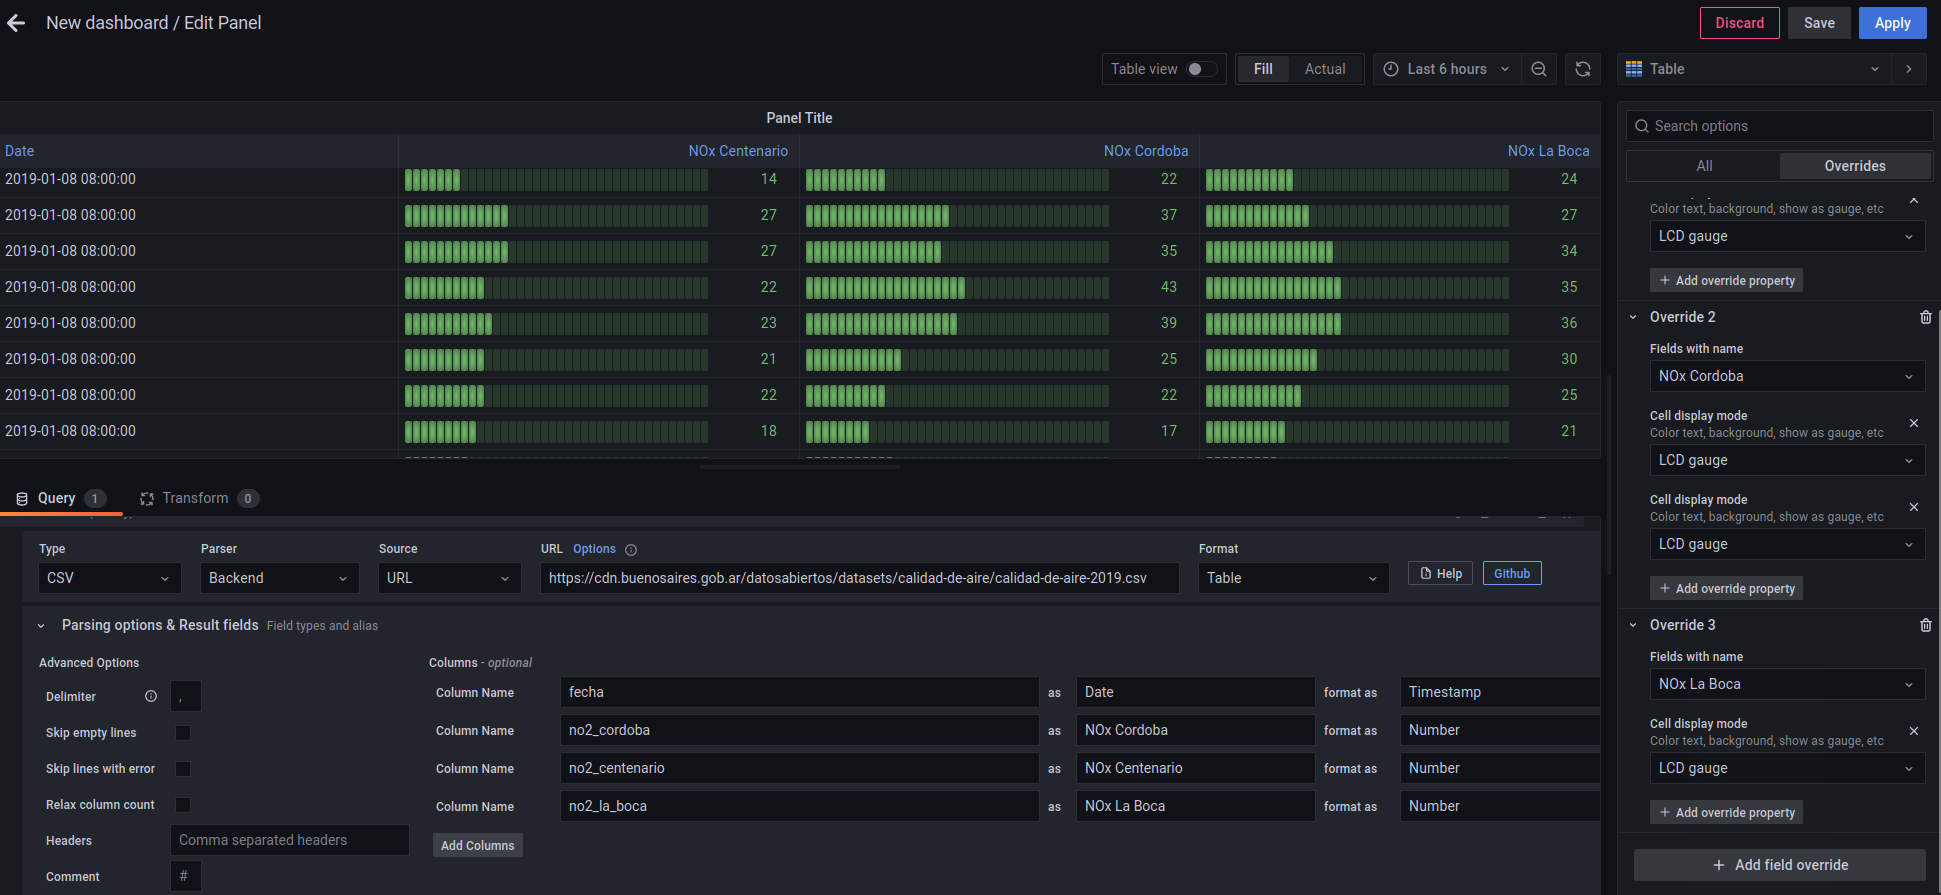 New dashboard / Edit Panel
Discard
Save
Apply
Table view
Fill
Actual
Last 6 hours
Table
Panel Title
Date NOx Centenario NOx Cordoba NOx La Boca
2019-01-08 08:00:00 14 22 24
2019-01-08 08:00:00 27 37 27
2019-01-08 08:00:00 27 35 34
2019-01-08 08:00:00 22 43 35
2019-01-08 08:00:00 23 39 36
2019-01-08 08:00:00 21 25 30
2019-01-08 08:00:00 22 22 25
2019-01-08 08:00:00 18 17 21
Query 1
Transform 0
Type Parser Source URL Options Format
CSV Backend URL https://cdn.buenosaires.gob.ar/datosabiertos/datasets/calidad-de-aire/calidad-de-aire-2019.csv Table Help Github
Parsing options & Result fields Field types and alias
Advanced Options
Delimiter ,
Skip empty lines
Skip lines with error
Relax column count
Headers Comma separated headers
Comment #
Columns - optional
Column Name fecha as Date format as Timestamp
Column Name no2_cordoba as NOx Cordoba format as Number
Column Name no2_centenario as NOx Centenario format as Number
Column Name no2_la_boca as NOx La Boca format as Number
Add Columns
Search options
All
Overrides
Color text, background, show as gauge, etc
LCD gauge
+ Add override property
Override 2
Fields with name
NOx Cordoba
Cell display mode
Color text, background, show as gauge, etc
LCD gauge
Cell display mode
Color text, background, show as gauge, etc
LCD gauge
+ Add override property
Override 3
Fields with name
NOx La Boca
Cell display mode
Color text, background, show as gauge, etc
LCD gauge
+ Add override property
+ Add field override